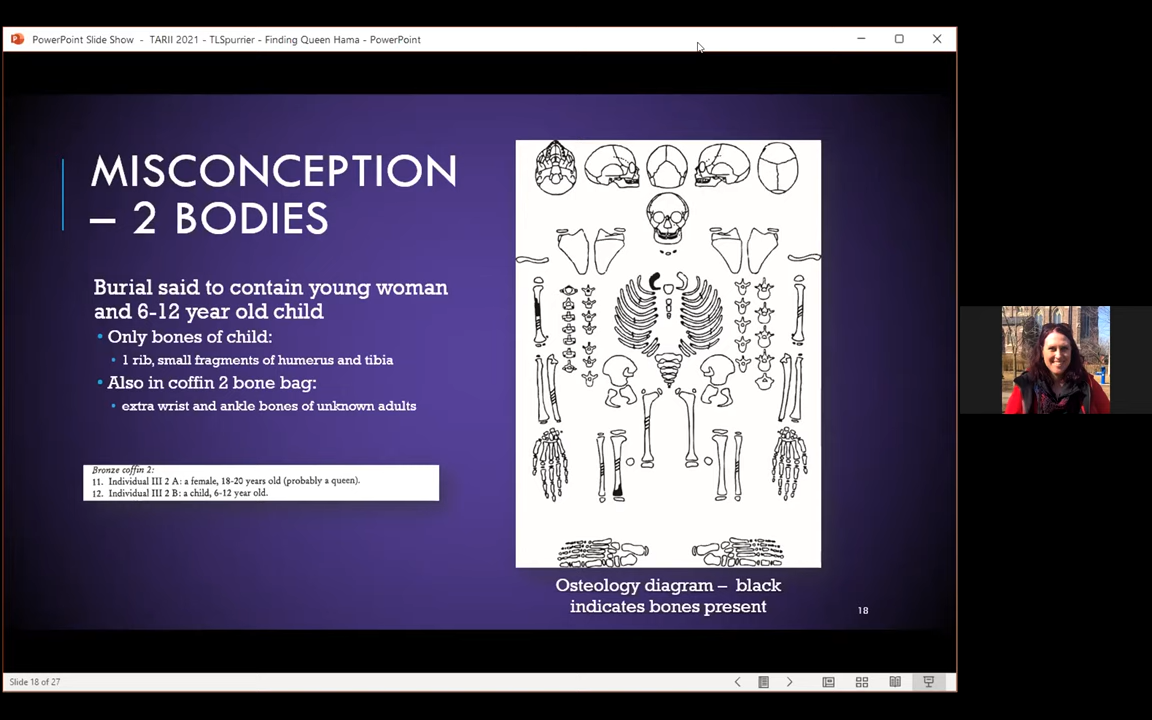 PowerPoint Slide Show - TARII 2021 - TLSpurrier - Finding Queen Hama - PowerPoint
MISCONCEPTION
– 2 BODIES
Burial said to contain young woman
and 6-12 year old child
• Only bones of child:
• 1 rib, small fragments of humerus and tibia
• Also in coffin 2 bone bag:
• extra wrist and ankle bones of unknown adults
Bronze coffin 2:
11. Individual III 2 A: a female, 18-20 years old (probably a queen).
12. Individual III 2 B: a child, 6-12 year old.
Osteology diagram – black
indicates bones present
18
Slide 18 of 27